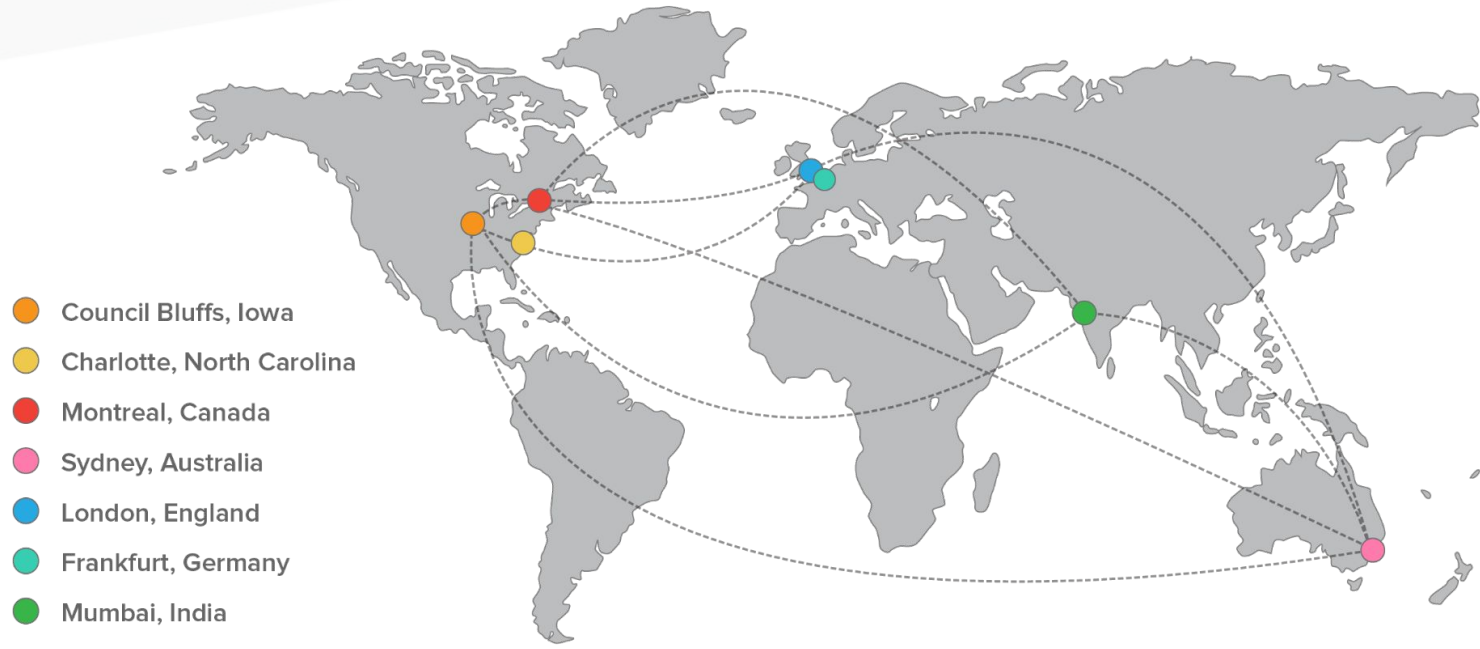 Council Bluffs, Iowa
Charlotte, North Carolina
Montreal, Canada
Sydney, Australia
London, England
Frankfurt, Germany
Mumbai, India